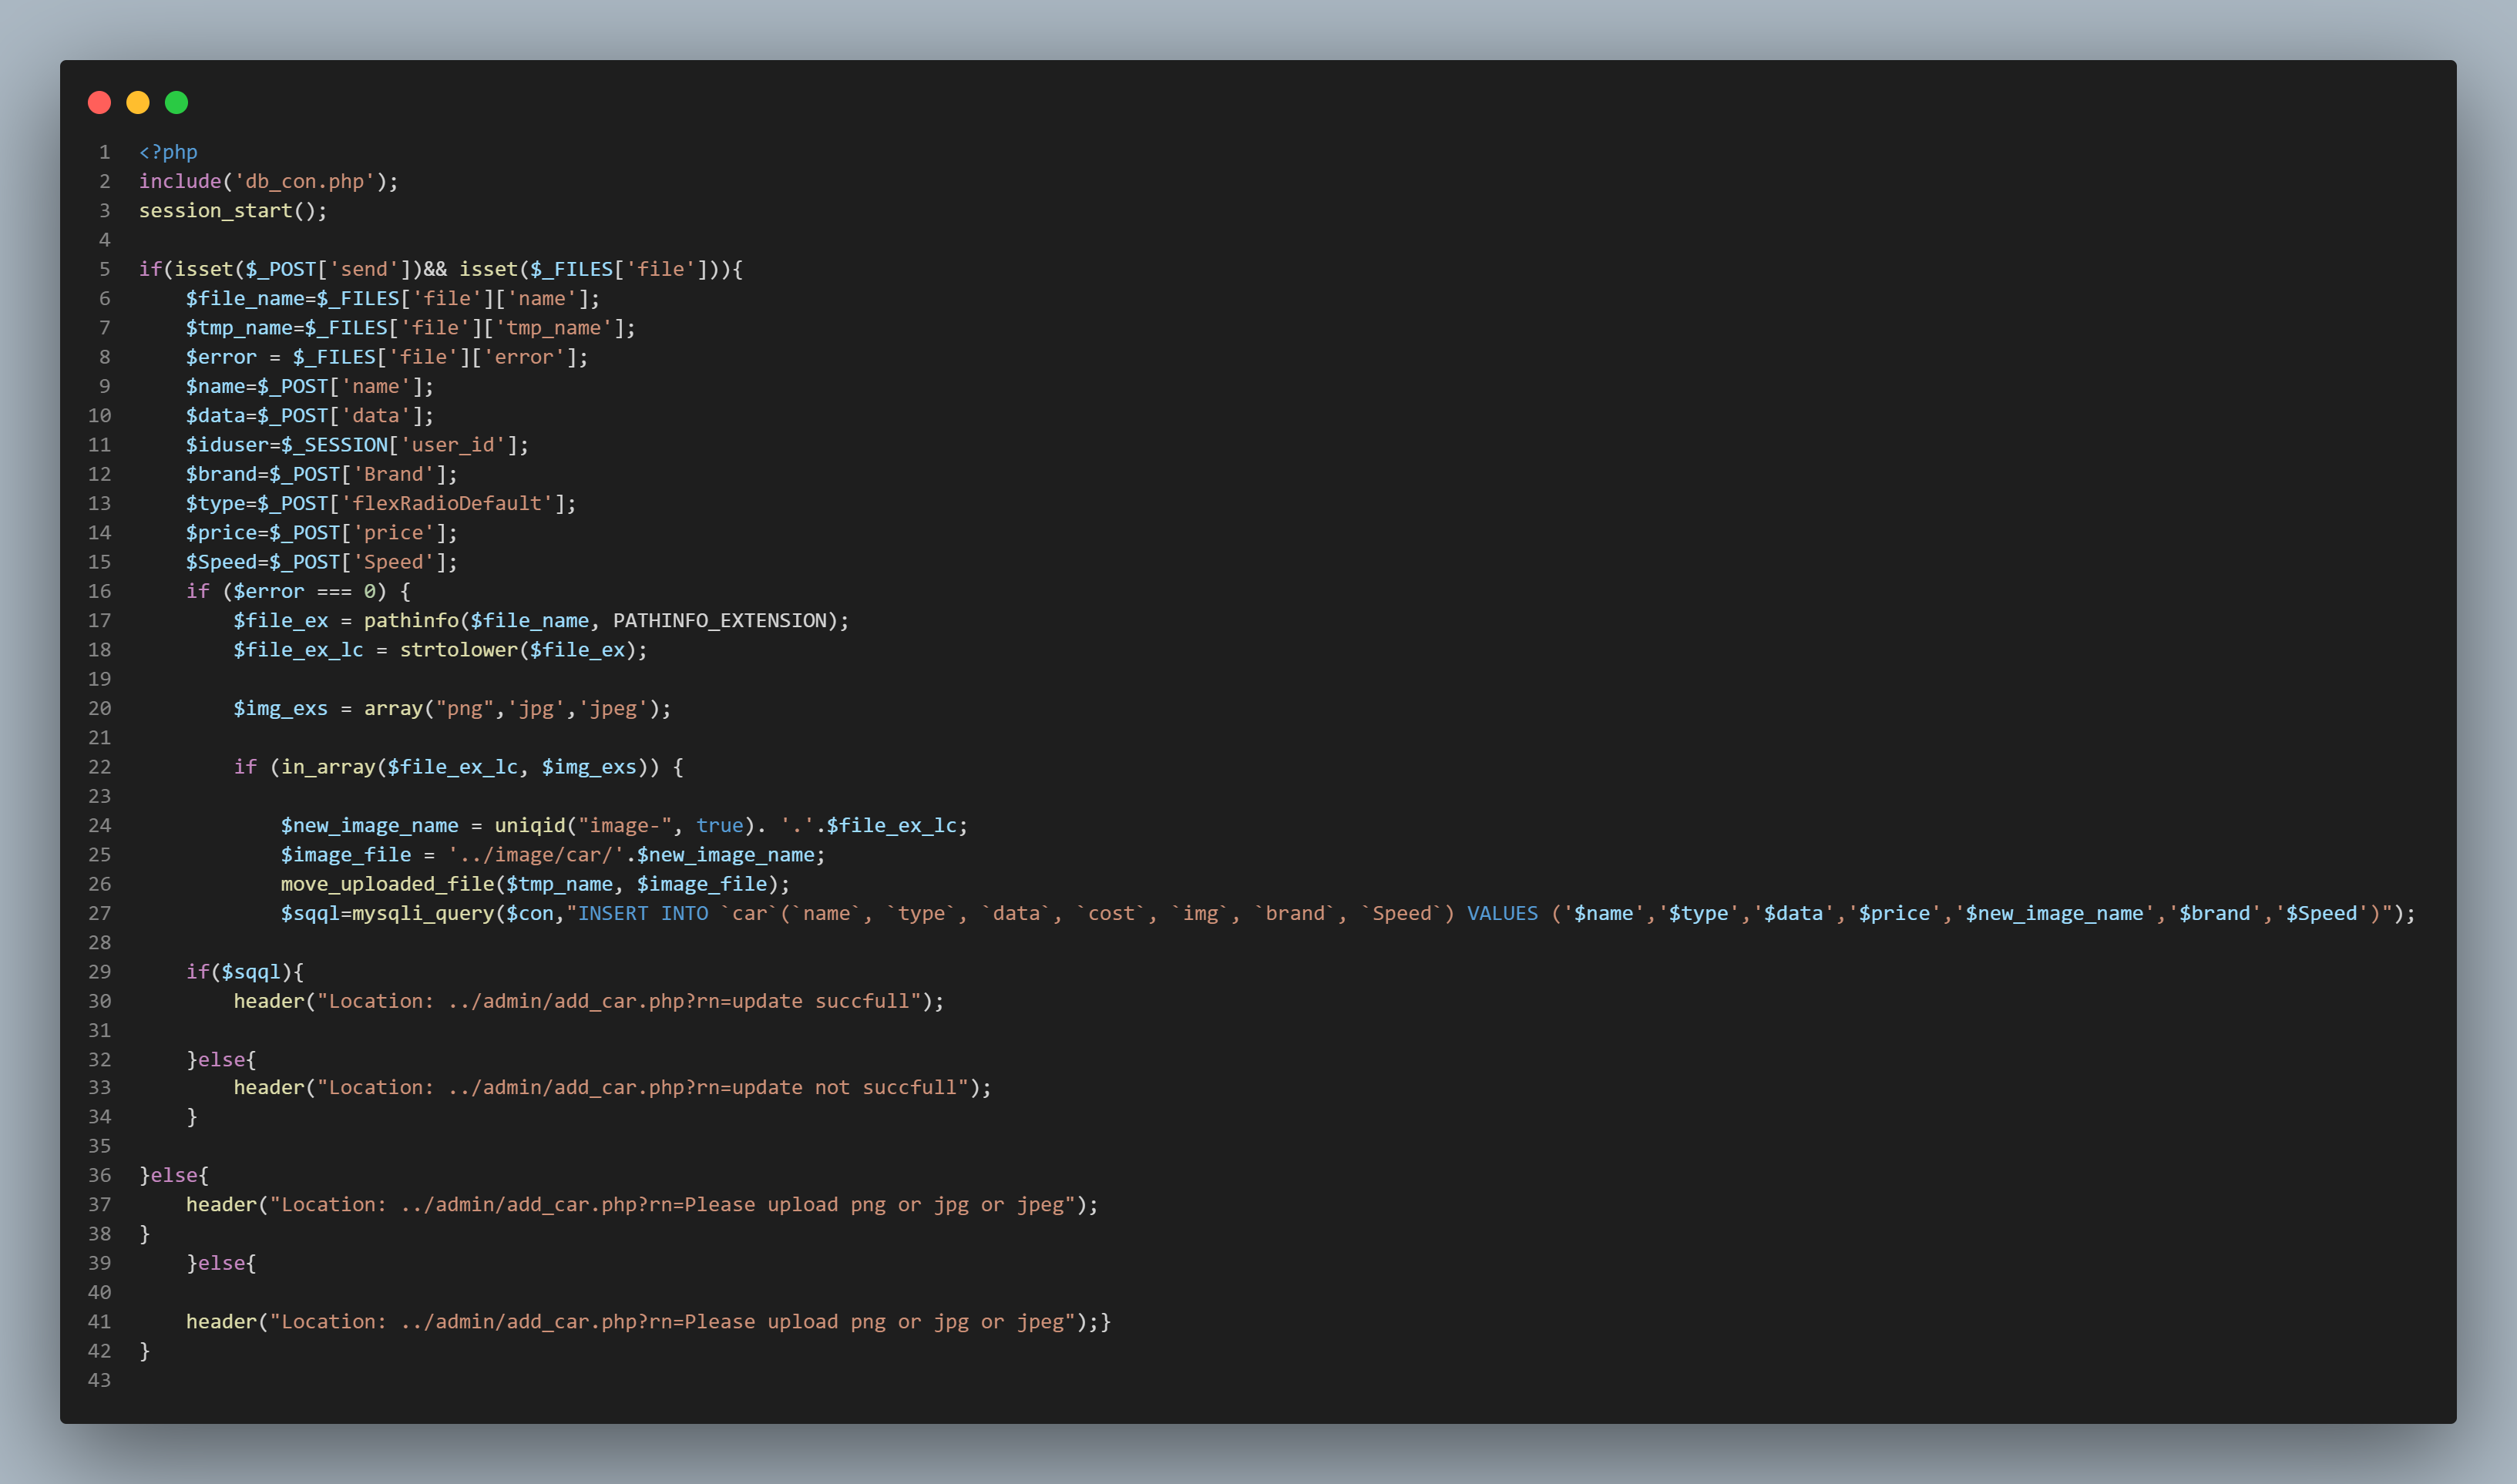 1 <?php
2 include('db_con.php');
3 session_start();
4
5 if(isset($_POST['send'])&& isset($_FILES['file'])){
6     $file_name=$_FILES['file']['name'];
7     $tmp_name=$_FILES['file']['tmp_name'];
8     $error = $_FILES['file']['error'];
9     $name=$_POST['name'];
10     $data=$_POST['data'];
11     $iduser=$_SESSION['user_id'];
12     $brand=$_POST['Brand'];
13     $type=$_POST['flexRadioDefault'];
14     $price=$_POST['price'];
15     $Speed=$_POST['Speed'];
16     if ($error === 0) {
17         $file_ex = pathinfo($file_name, PATHINFO_EXTENSION);
18         $file_ex_lc = strtolower($file_ex);
19
20         $img_exs = array("png",'jpg','jpeg');
21
22         if (in_array($file_ex_lc, $img_exs)) {
23
24             $new_image_name = uniqid("image-", true). '.'.$file_ex_lc;
25             $image_file = '../image/car/'.$new_image_name;
26             move_uploaded_file($tmp_name, $image_file);
27             $sqql=mysqli_query($con,"INSERT INTO `car`(`name`, `type`, `data`, `cost`, `img`, `brand`, `Speed`) VALUES ('$name','$type','$data','$price','$new_image_name','$brand','$Speed')");
28
29     if($sqql){
30         header("Location: ../admin/add_car.php?rn=update succfull");
31
32     }else{
33         header("Location: ../admin/add_car.php?rn=update not succfull");
34     }
35
36 }else{
37     header("Location: ../admin/add_car.php?rn=Please upload png or jpg or jpeg");
38 }
39     }else{
40
41     header("Location: ../admin/add_car.php?rn=Please upload png or jpg or jpeg");}
42 }
43